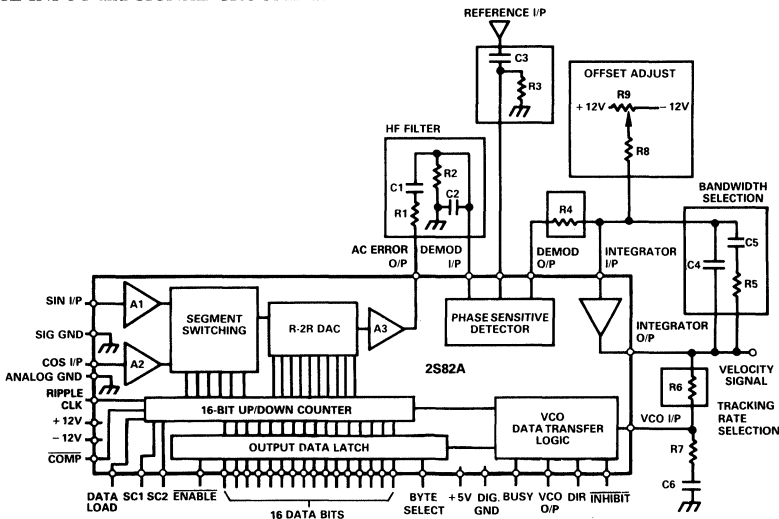 REFERENCE I/P
C3
R3
OFFSET ADJUST
R9
+ 12V
– 12V
R8
HF FILTER
R2
C1
C2
R1
BANDWIDTH
SELECTION
R4
C5
C4
R5
AC ERROR
O/P
DEMOD
I/P
DEMOD
O/P
INTEGRATOR
I/P
SIN I/P
A1
SEGMENT
SWITCHING
R-2R DAC
A3
PHASE SENSITIVE
DETECTOR
INTEGRATOR
O/P
SIG GND
COS I/P
A2
2S82A
VELOCITY
SIGNAL
ANALOG GND
RIPPLE
CLK
R6
16-BIT UP/DOWN COUNTER
VCO
DATA TRANSFER
LOGIC
VCO I/P
TRACKING
RATE
SELECTION
+ 12V
– 12V
OUTPUT DATA LATCH
R7
COMP
C6
DATA
LOAD
SC1
SC2
ENABLE
16 DATA BITS
BYTE
SELECT
+5V
DIG.
GND
BUSY
VCO
O/P
DIR
INHIBIT